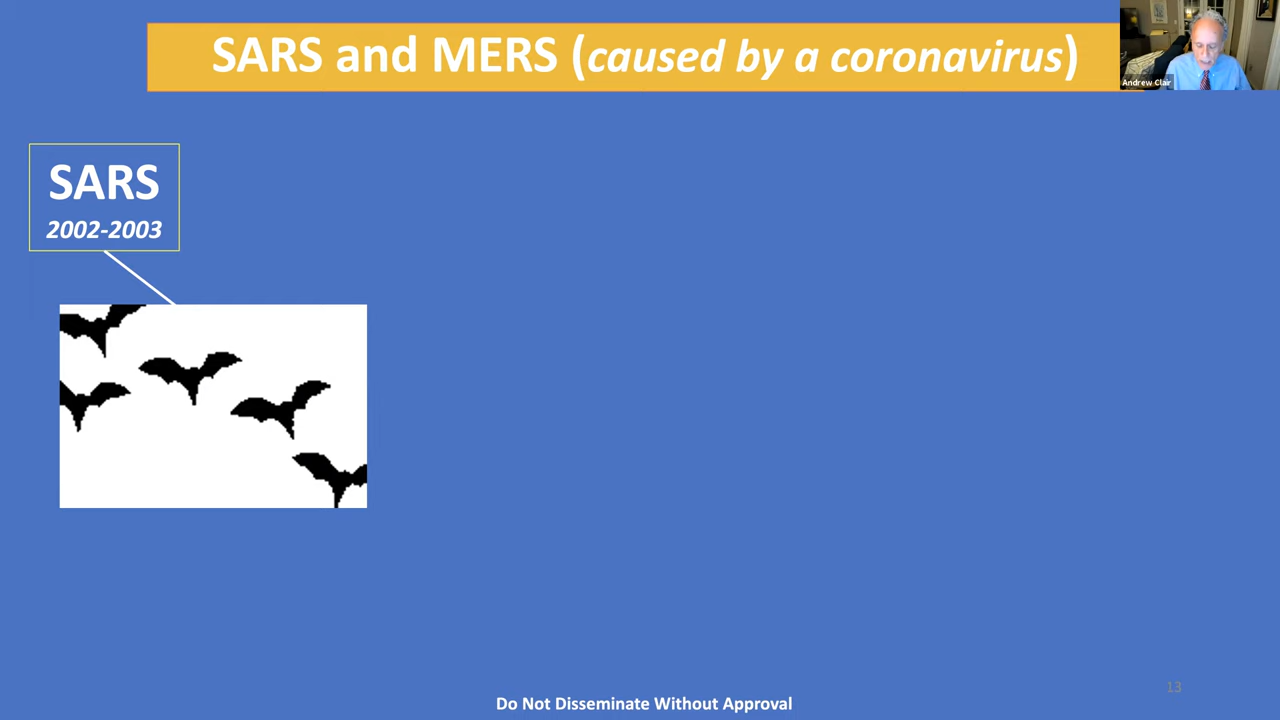 SARS and MERS (caused by a coronavirus)
Andrew Clair
SARS
2002-2003
13
Do Not Disseminate Without Approval